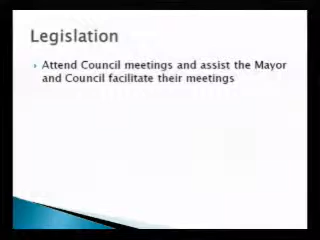 Legislation
Attend Council meetings and assist the Mayor
and Council facilitate their meetings